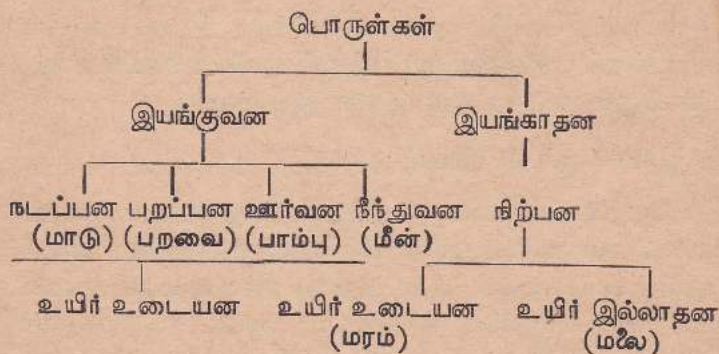 பொருள்கள்
இயங்குவன இயங்காதன
நடப்பன பறப்பன ஊர்வன நீந்துவன நிற்பன
(மாடு) (பறவை) (பாம்பு) (மீன்)
உயிர் உடையன உயிர் உடையன உயிர் இல்லாதன
(மரம்) (மலை)